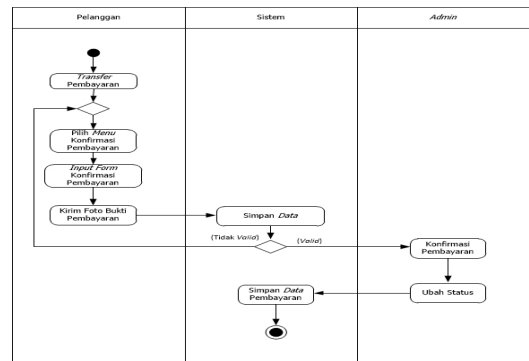 Pelanggan
Sistem
Admin
Transfer
Pembayaran
Pilih Menu
Konfirmasi
Pembayaran
Input Form
Konfirmasi
Pembayaran
Kirim Foto Bukti
Pembayaran
Simpan Data
{Tidak Valid}
{Valid}
Konfirmasi
Pembayaran
Ubah Status
Simpan Data
Pembayaran